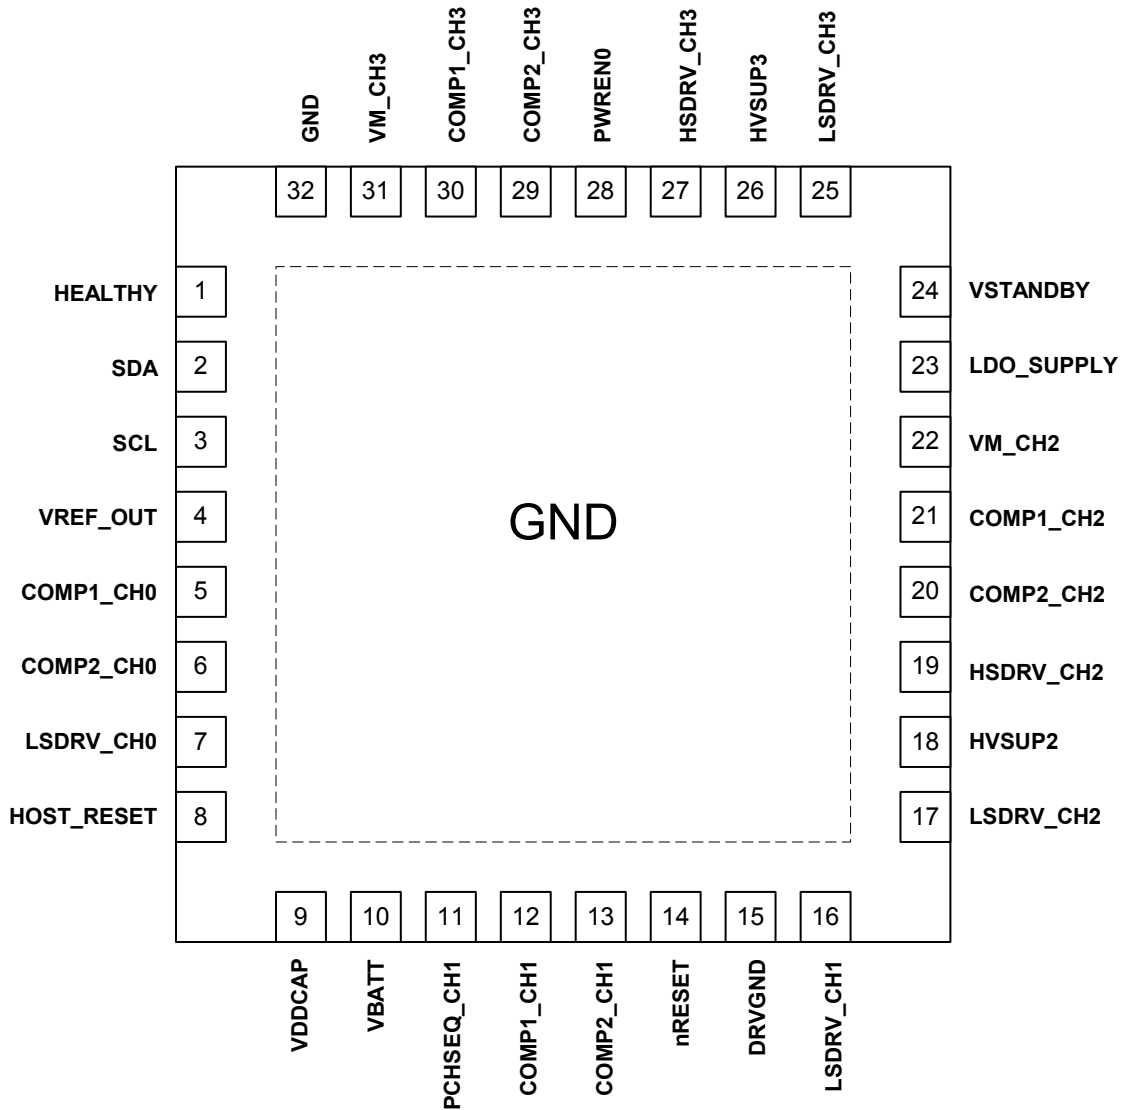 GND
VM_CH3
COMP1_CH3
COMP2_CH3
PWREN0
HSDRV_CH3
HVSUP3
LSDRV_CH3
32 31 30 29 28 27 26 25
HEALTHY 1
SDA 2
SCL 3
VREF_OUT 4
COMP1_CH0 5
COMP2_CH0 6
LSDRV_CH0 7
HOST_RESET 8
GND
24 VSTANDBY
23 LDO_SUPPLY
22 VM_CH2
21 COMP1_CH2
20 COMP2_CH2
19 HSDRV_CH2
18 HVSUP2
17 LSDRV_CH2
9 10 11 12 13 14 15 16
VDDCAP
VBATT
PCHSEQ_CH1
COMP1_CH1
COMP2_CH1
nRESET
DRVGND
LSDRV_CH1